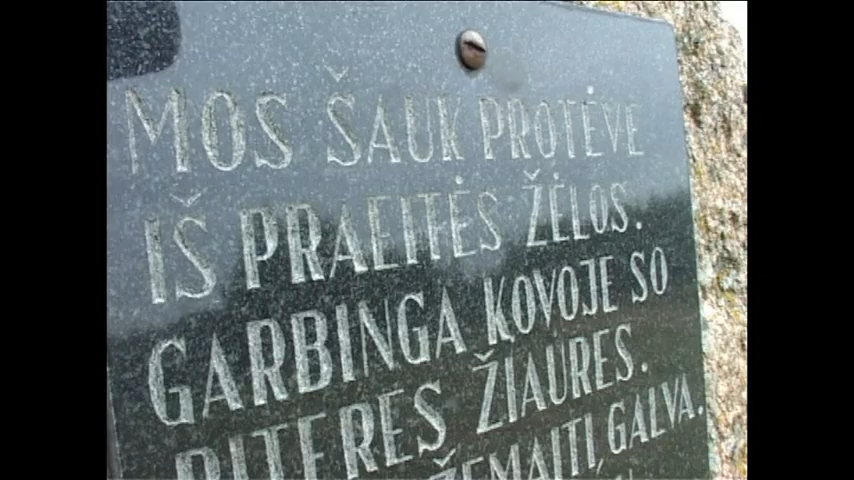 MOS ŠAUK PROTĖVE
IŠ PRAEITĖS ŽĖLOS.
GARBINGA KOVOJE SO
RITERES ŽIAURES.
ŽEMAITI GALVA.